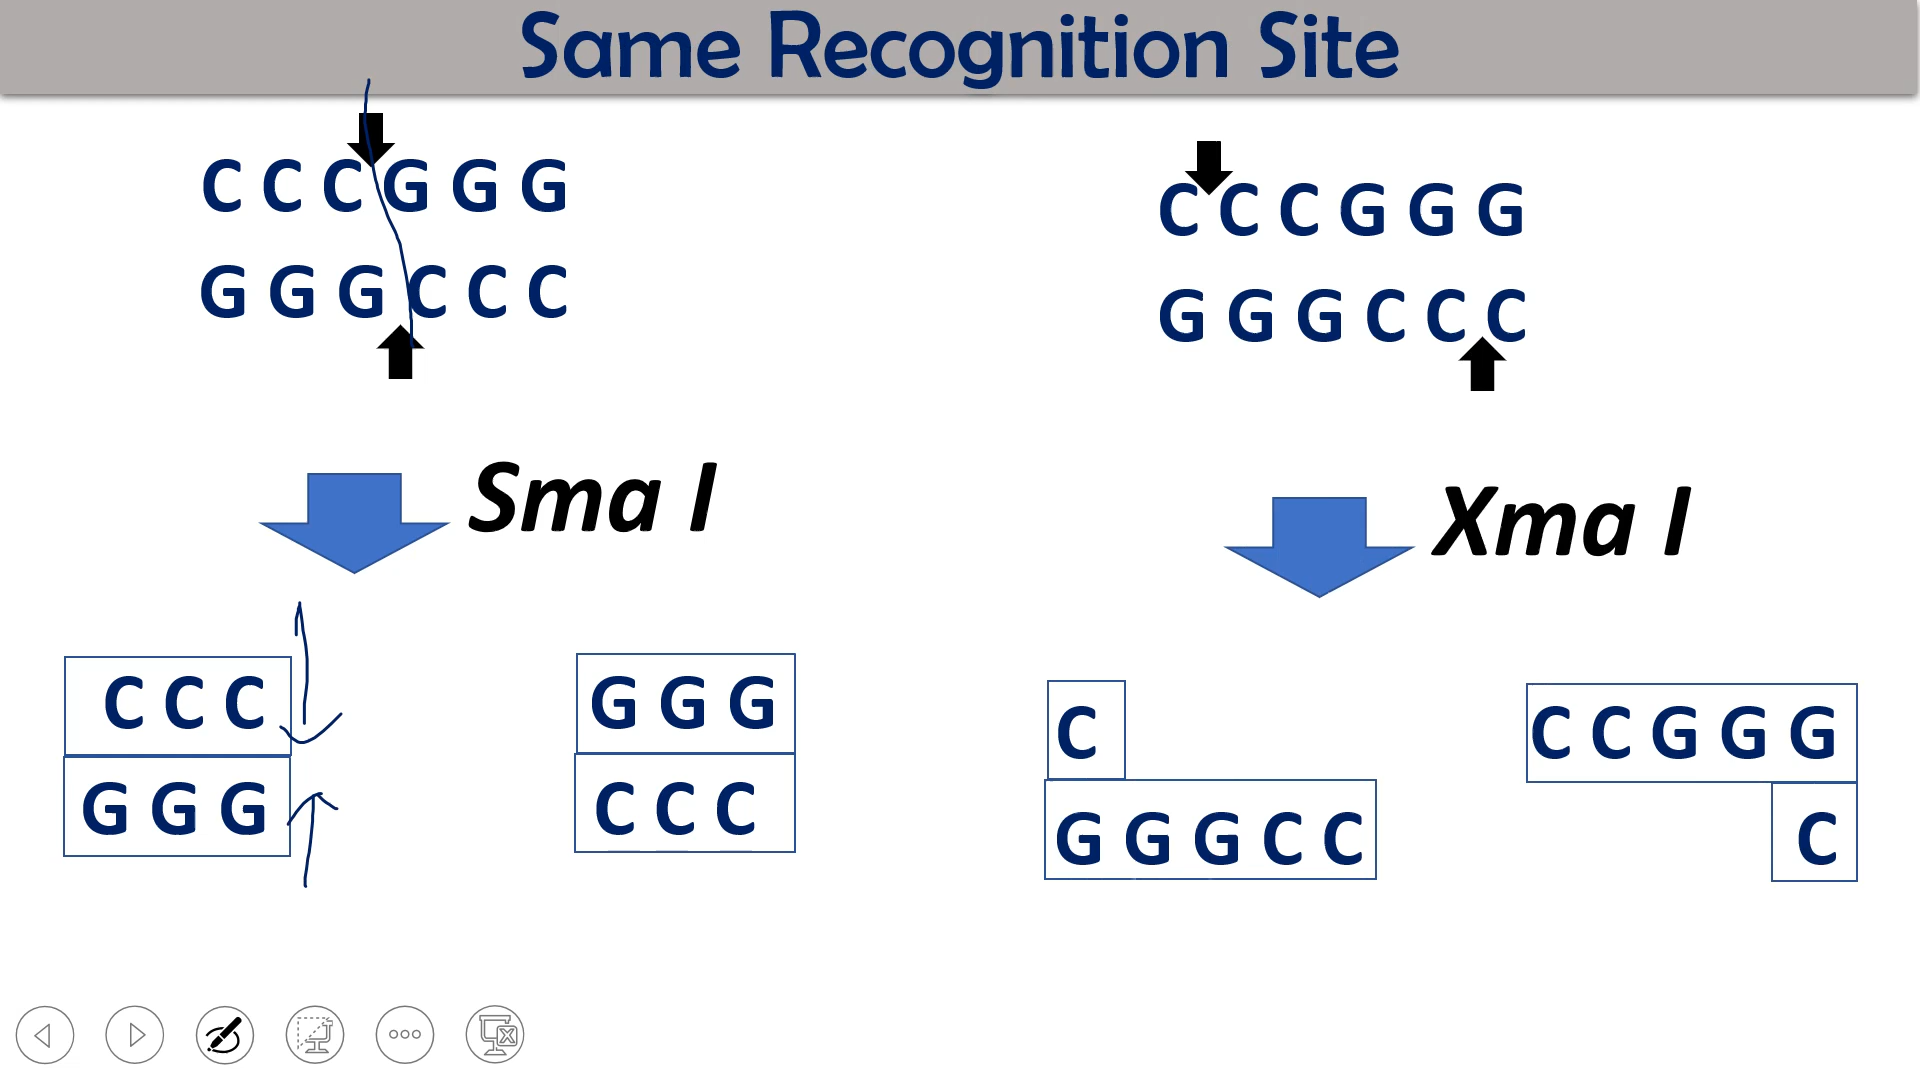 Same Recognition Site
C C C G G G
G G G C C C
Sma I
C C C
G G G
G G G
C C C
C C C G G G
G G G C C C
Xma I
C
G G G C C
C C G G G
C